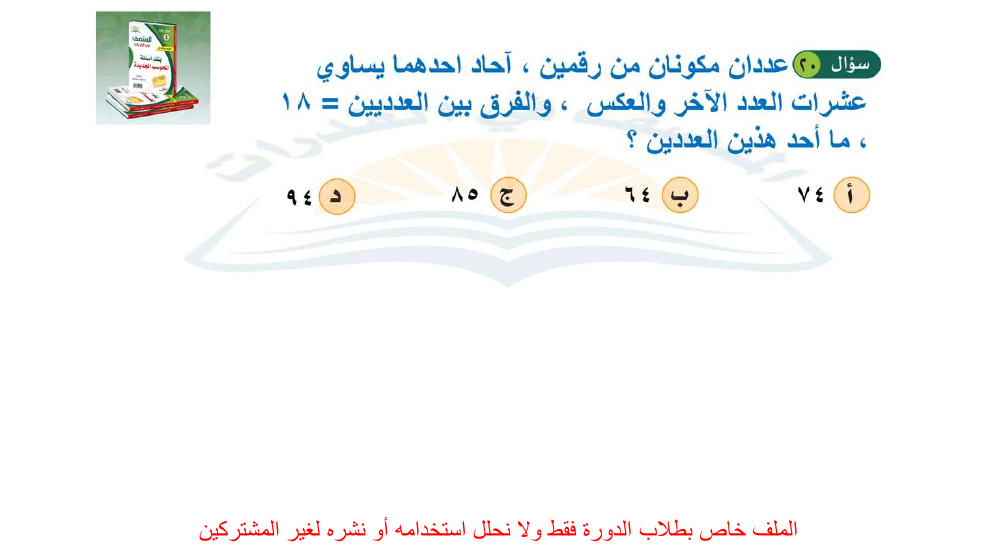 سؤال ٢٠ عددان مكونان من رقمين ، آحاد احدهما يساوي
عشرات العدد الآخر والعكس ، والفرق بين العدديين = ١٨
، ما أحد هذين العددين ؟
أ ٧٤ ب ٦٤ ج ٨٥ د ٩٤
الملف خاص بطلاب الدورة فقط ولا نحلل استخدامه أو نشره لغير المشتركين